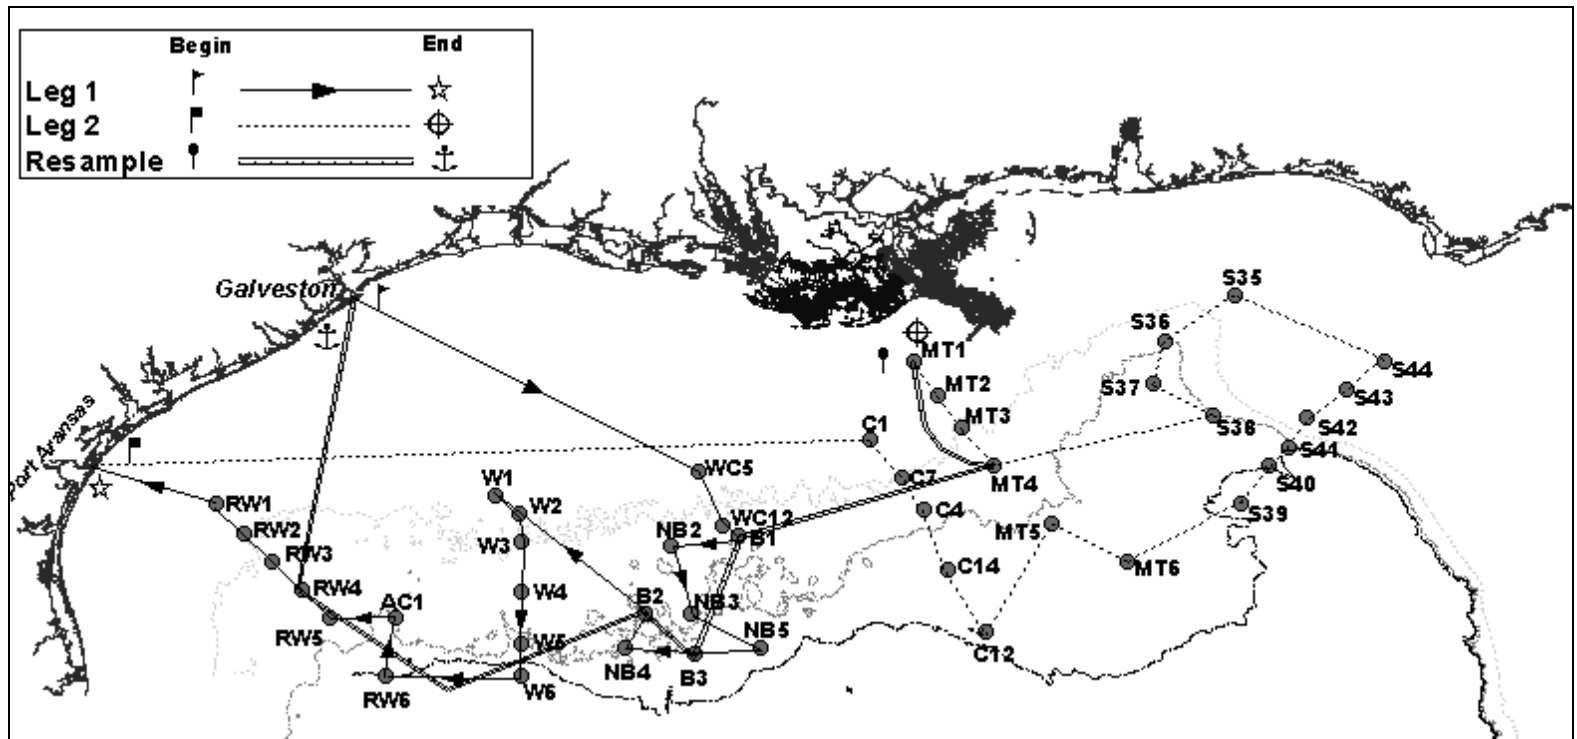 Begin End
Leg 1
Leg 2
Resample
Galveston
Port Aransas
S35
S36
MT1
S44
S37
MT2
S43
S38
MT3
S42
C1
S41
WC5
C7
MT4
S40
W1
RW1
W2
WC12
C4
S39
RW2
NB2
B1
MT5
W3
RW3
C14
MT6
RW4
W4
AC1
B2
NB3
RW5
W5
NB5
NB4
B3
C12
RW6
W6